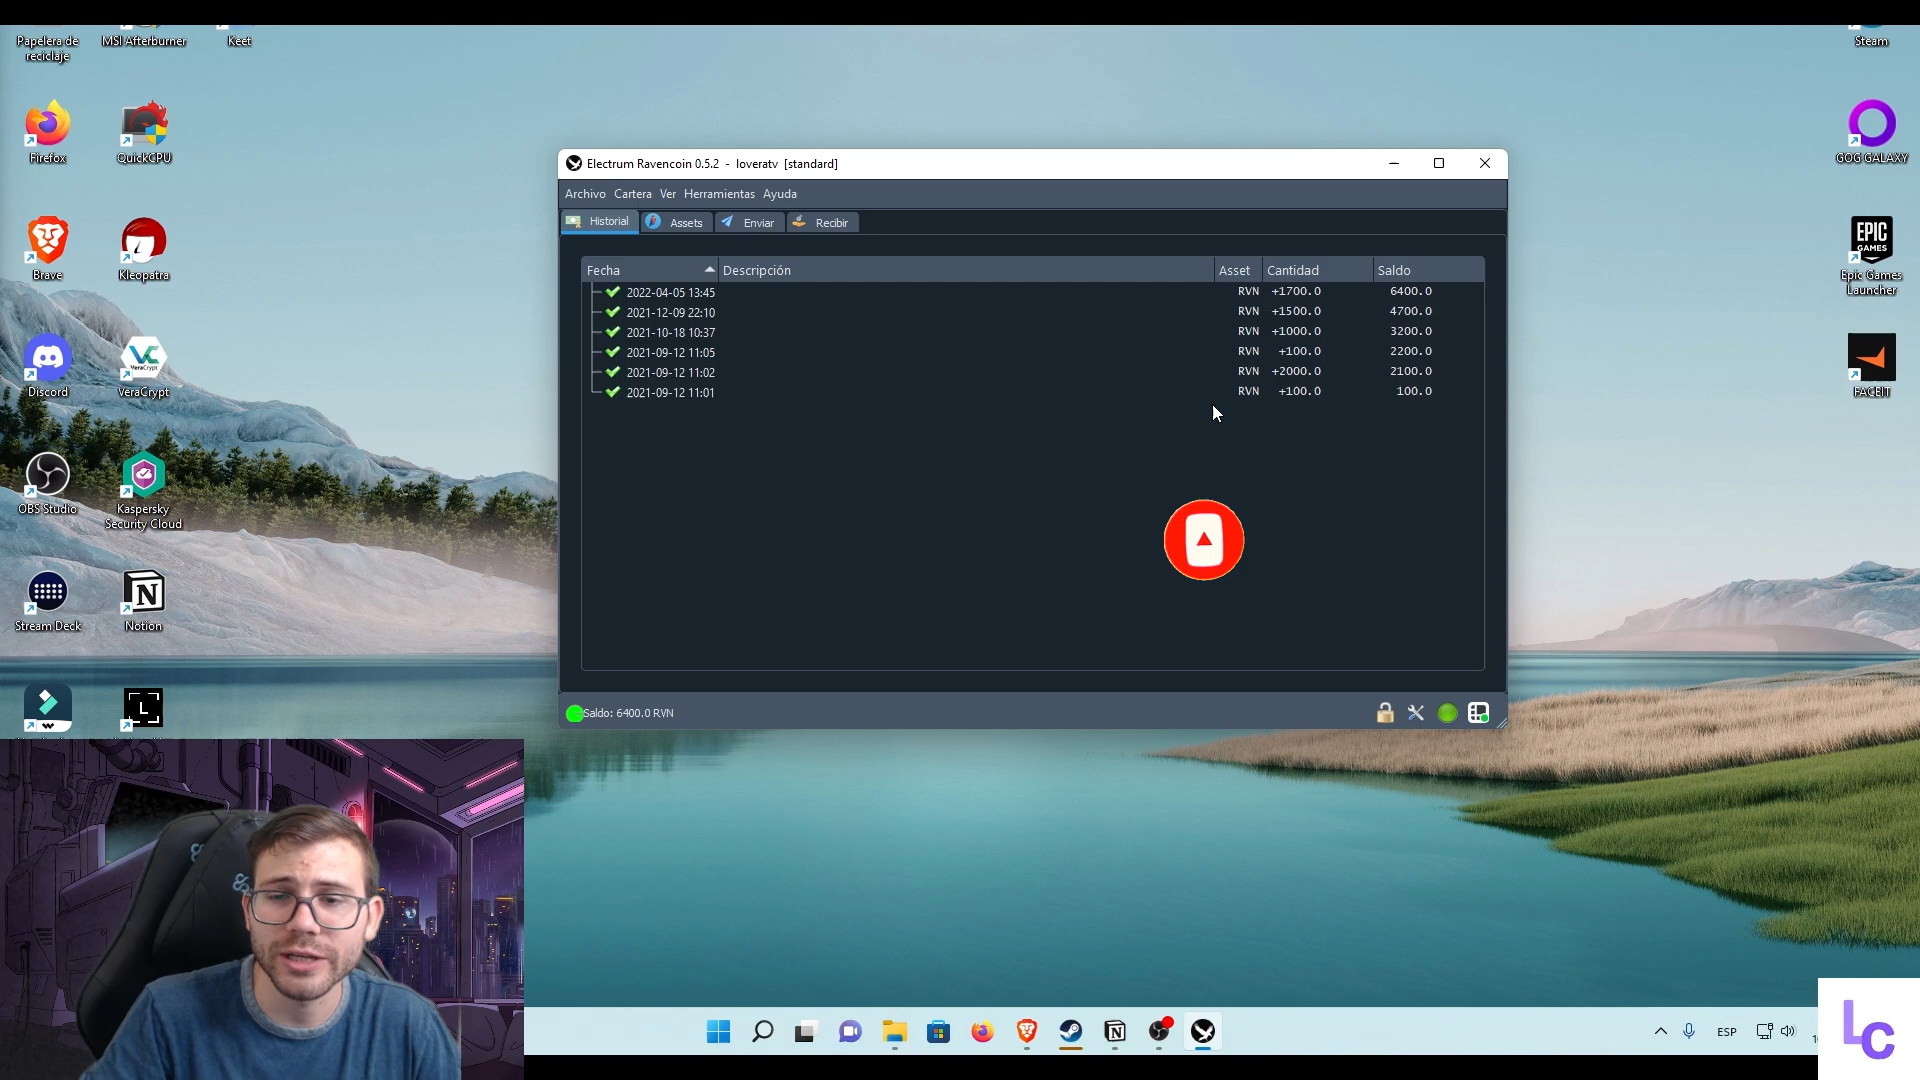 Papelera de
reciclaje
MSI Afterburner
Keet
Steam
Firefox
QuickCPU
GOG GALAXY
Brave
Kleopatra
EPIC
GAMES
Epic Games
Launcher
Discord
VeraCrypt
FACEIT
OBS Studio
Kaspersky
Security Cloud
Stream Deck
Notion
Electrum Ravencoin 0.5.2 - loveratv [standard]
Archivo Cartera Ver Herramientas Ayuda
Historial Assets Enviar Recibir
Fecha Descripción Asset Cantidad Saldo
2022-04-05 13:45 RVN +1700.0 6400.0
2021-12-09 22:10 RVN +1500.0 4700.0
2021-10-18 10:37 RVN +1000.0 3200.0
2021-09-12 11:05 RVN +100.0 2200.0
2021-09-12 11:02 RVN +2000.0 2100.0
2021-09-12 11:01 RVN +100.0 100.0
Saldo: 6400.0 RVN
ESP
LC